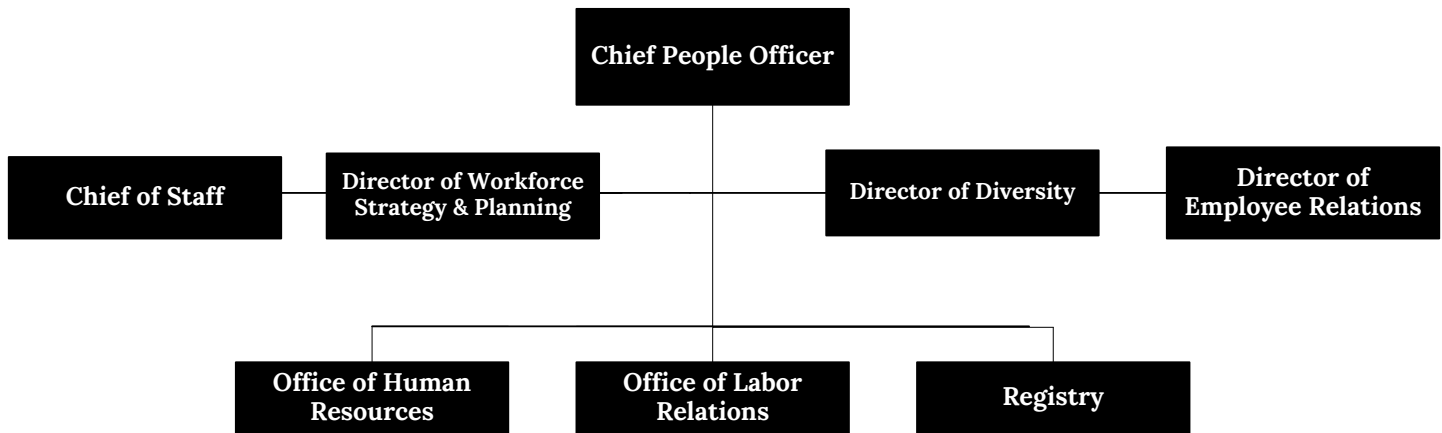 Chief People Officer
Chief of Staff
Director of Workforce
Strategy & Planning
Director of Diversity
Director of
Employee Relations
Office of Human
Resources
Office of Labor
Relations
Registry